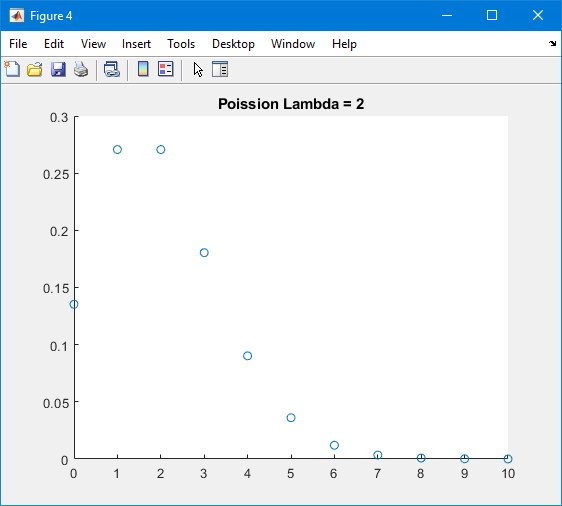 Figure 4
File Edit View Insert Tools Desktop Window Help
Poission Lambda = 2
0.3
0.25
0.2
0.15
0.1
0.05
0
0 1 2 3 4 5 6 7 8 9 10